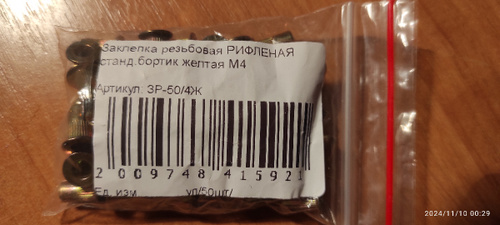 Заклепка резьбовая РИФЛЕНАЯ
станд.бортик желтая М4
Артикул: ЗР-50/4Ж
2 009748 415921
Ед. изм уп/50шт/
2024/11/10 00:29